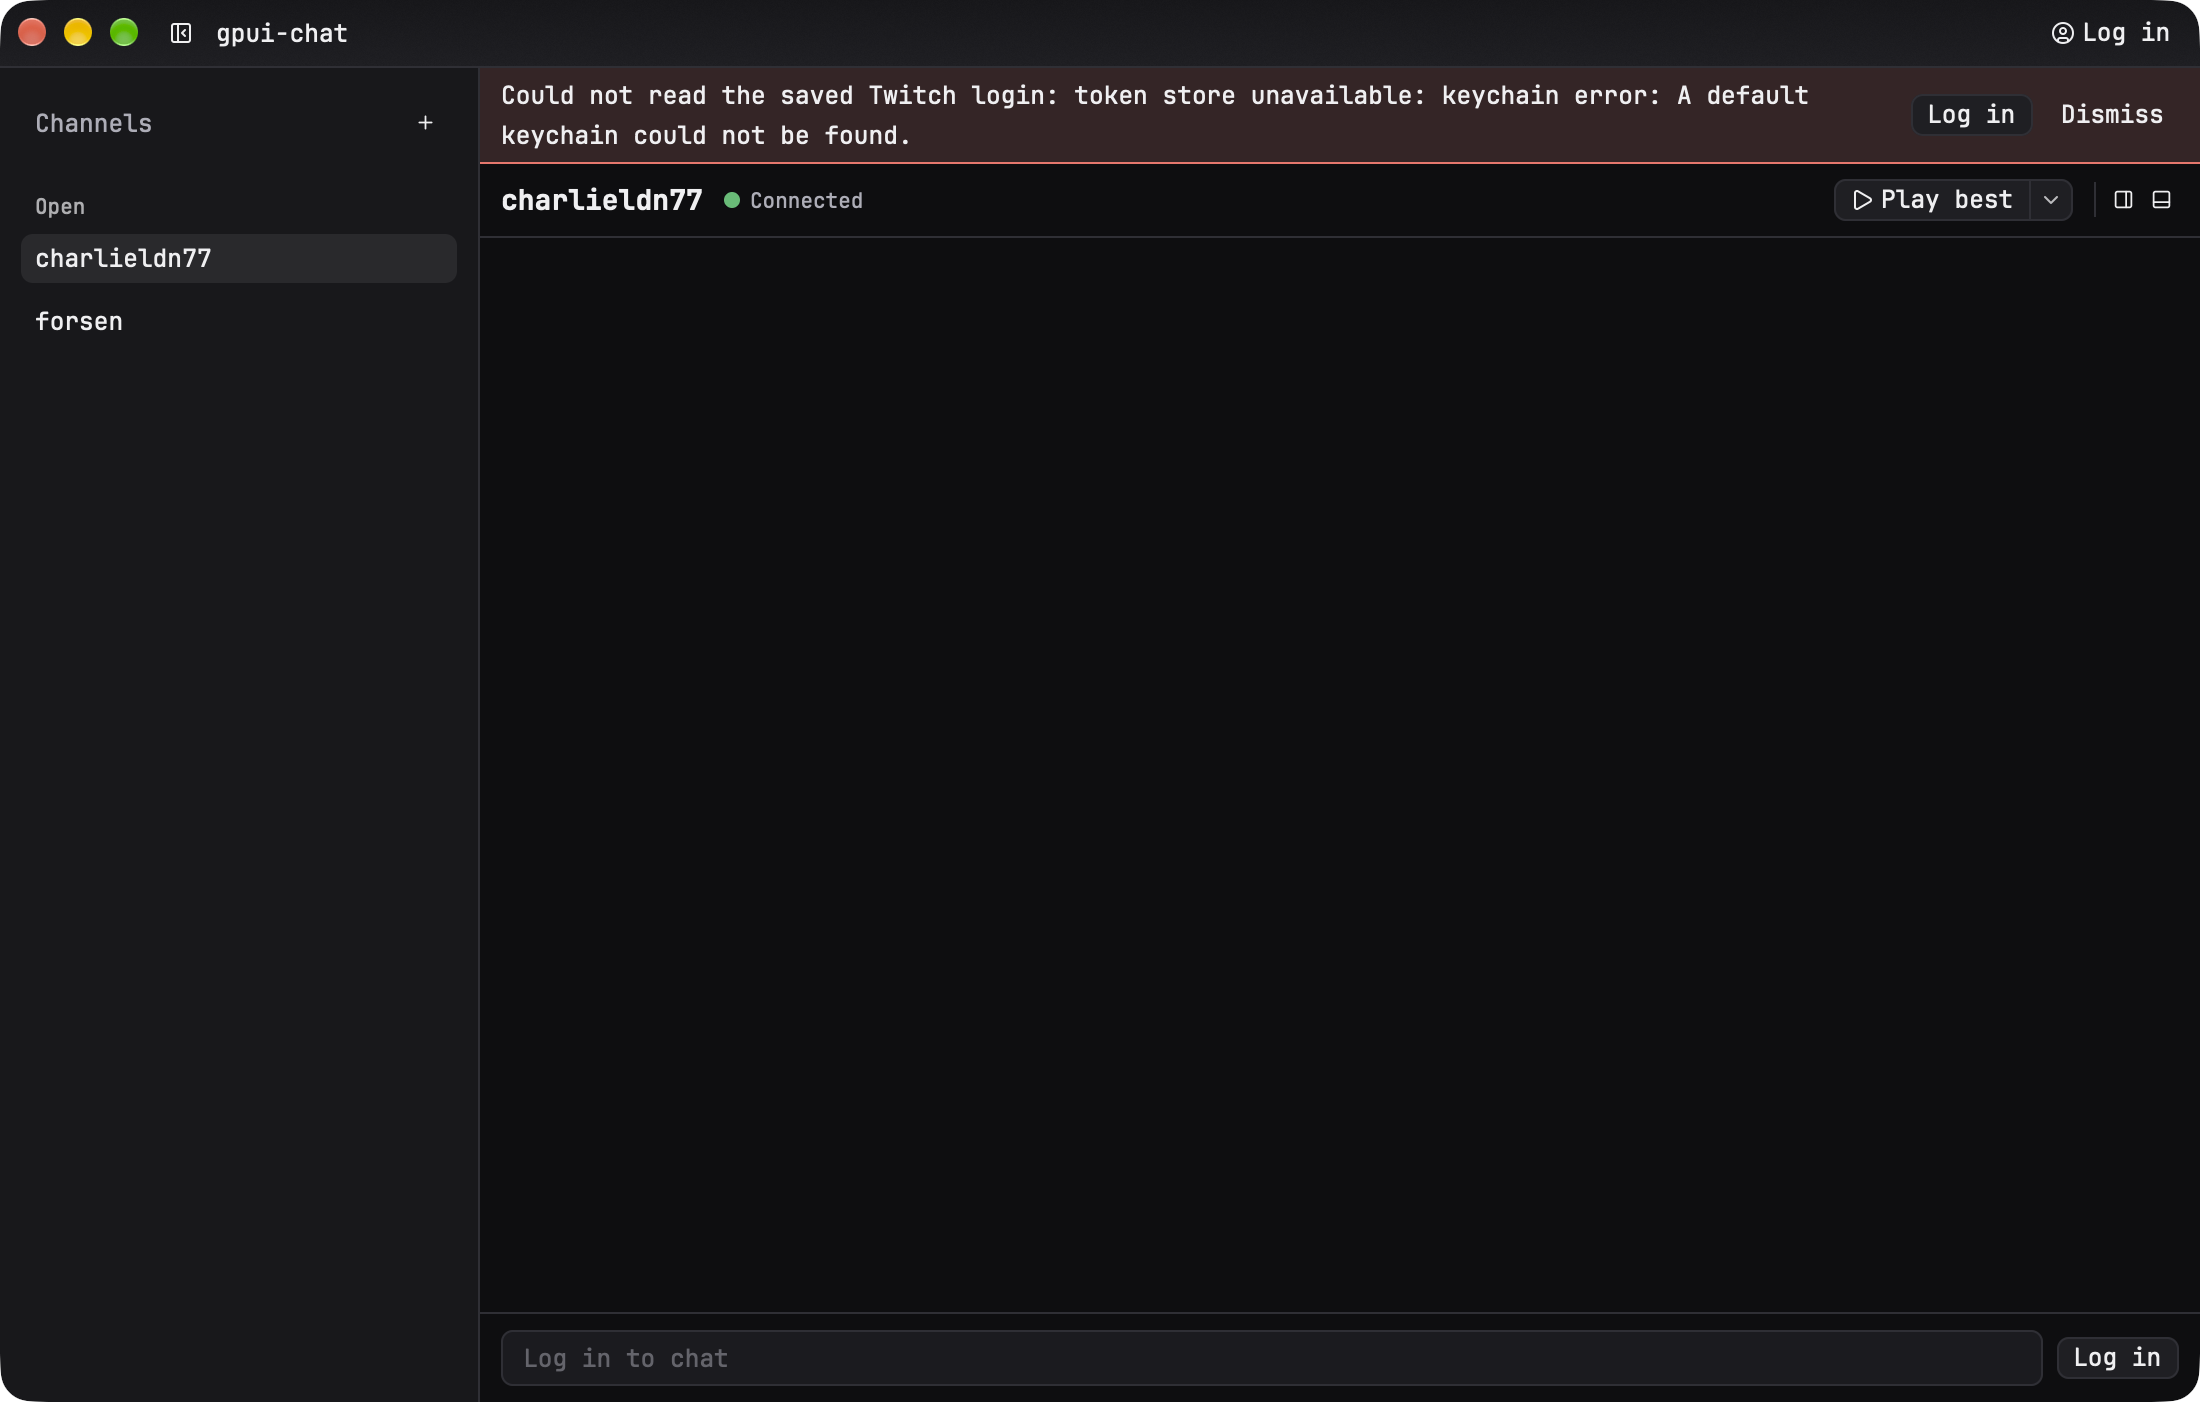 gpui-chat
Log in
Channels
Open
charlieldn77
forsen
Could not read the saved Twitch login: token store unavailable: keychain error: A default
keychain could not be found.
Log in
Dismiss
charlieldn77
Connected
Play best
Log in to chat
Log in